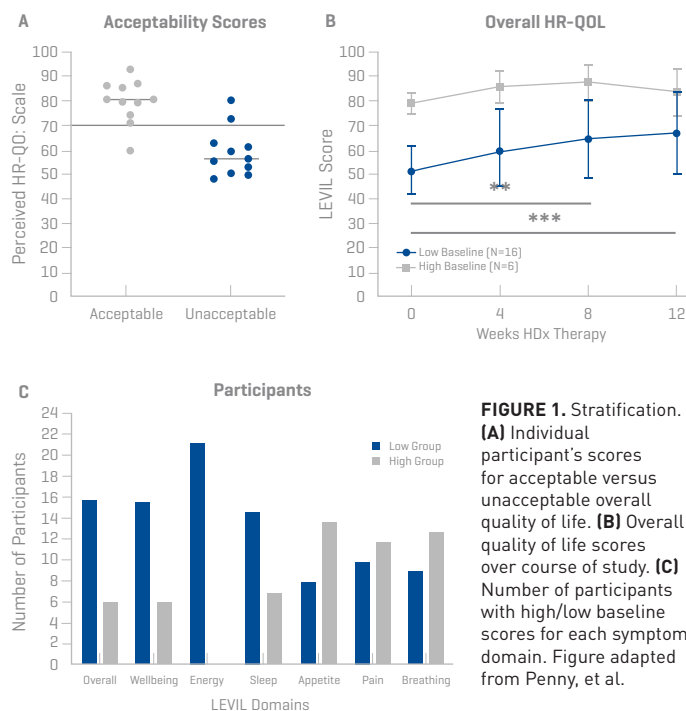 A
Acceptability Scores
Perceived HR-QO: Scale
100
90
80
70
60
50
40
30
20
10
0
Acceptable
Unacceptable
B
Overall HR-QOL
LEVIL Score
100
90
80
70
60
50
40
30
20
10
0
**
***
Low Baseline (N=16)
High Baseline (N=6)
0
4
8
12
Weeks HDx Therapy
C
Participants
Number of Participants
24
22
20
18
16
14
12
10
8
6
4
2
0
Low Group
High Group
Overall
Wellbeing
Energy
Sleep
Appetite
Pain
Breathing
LEVIL Domains
FIGURE 1. Stratification.
(A) Individual
participant's scores
for acceptable versus
unacceptable overall
quality of life. (B) Overall
quality of life scores
over course of study. (C)
Number of participants
with high/low baseline
scores for each symptom
domain. Figure adapted
from Penny, et al.